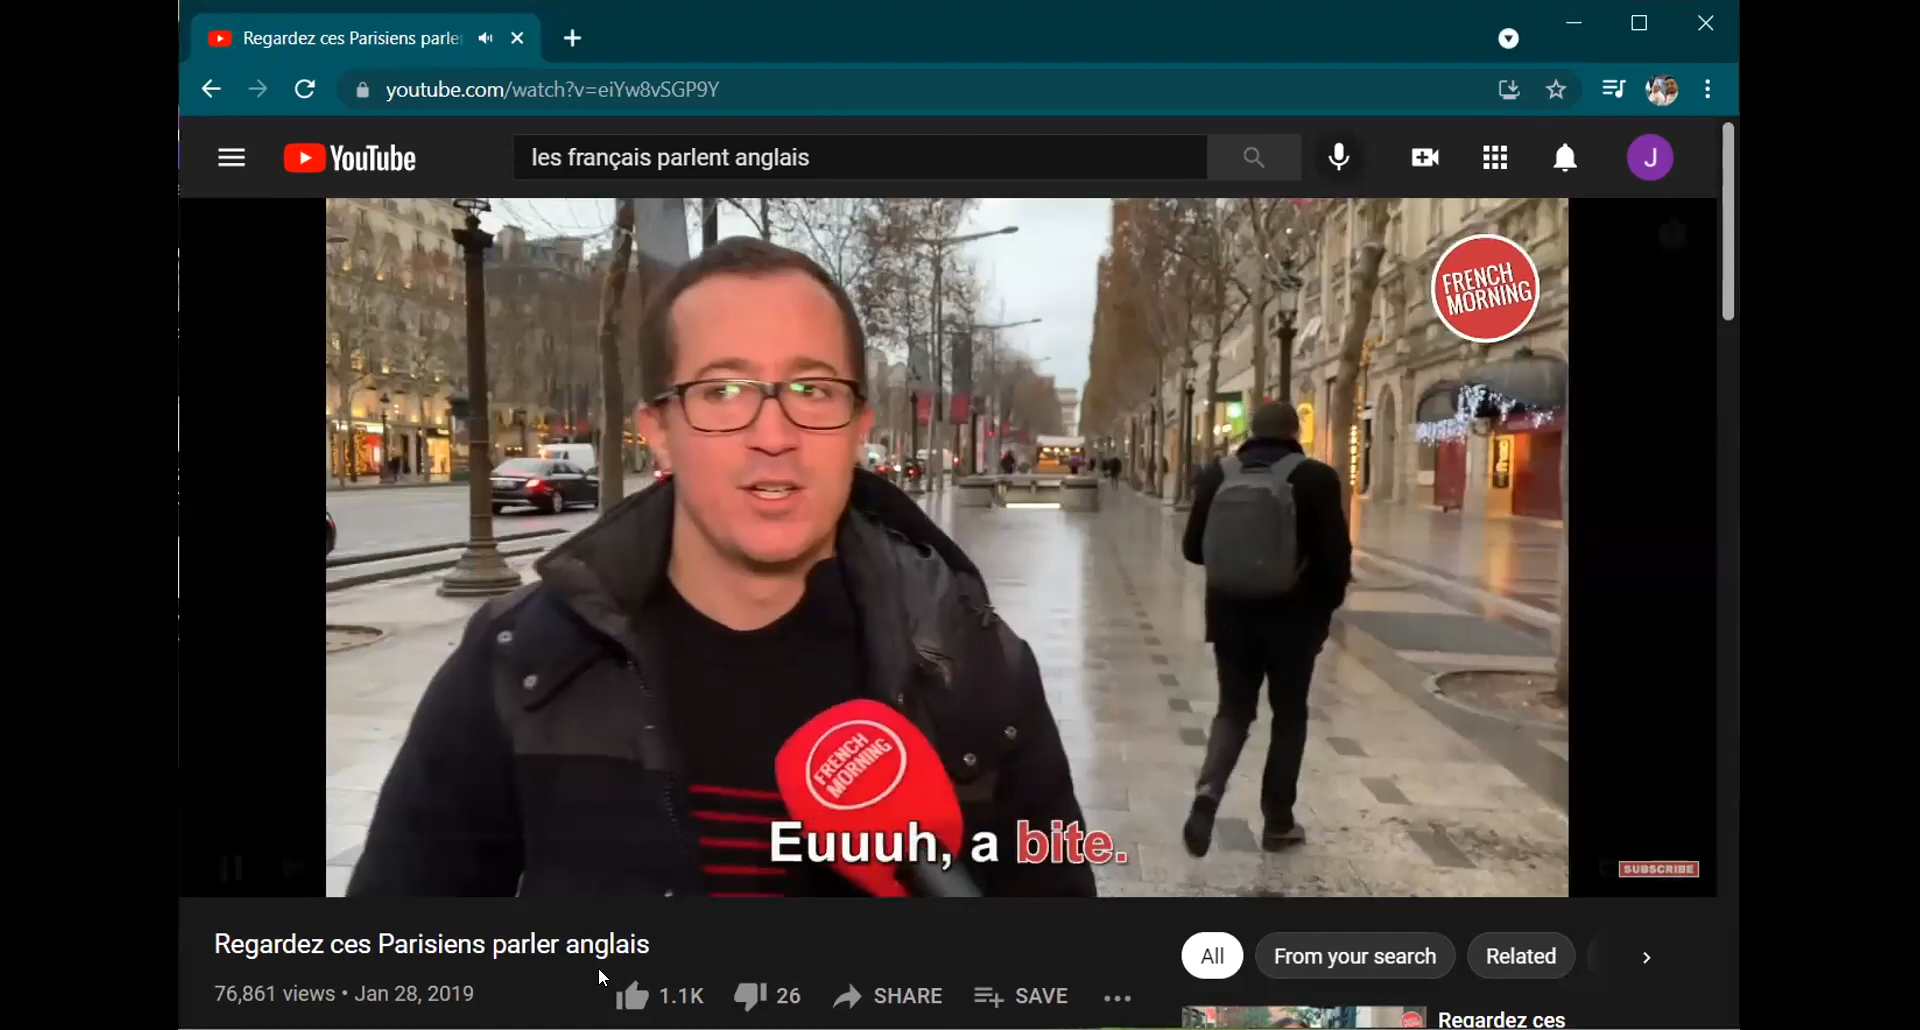 Regardez ces Parisiens parle
youtube.com/watch?v=eiYw8vSGP9Y
YouTube
les français parlent anglais
J
FRENCH
MORNING
FRENCH
MORNING
Euuuh, a bite.
SUBSCRIBE
Regardez ces Parisiens parler anglais
76,861 views • Jan 28, 2019
1.1K
26
SHARE
SAVE
All
From your search
Related
Regardez ces